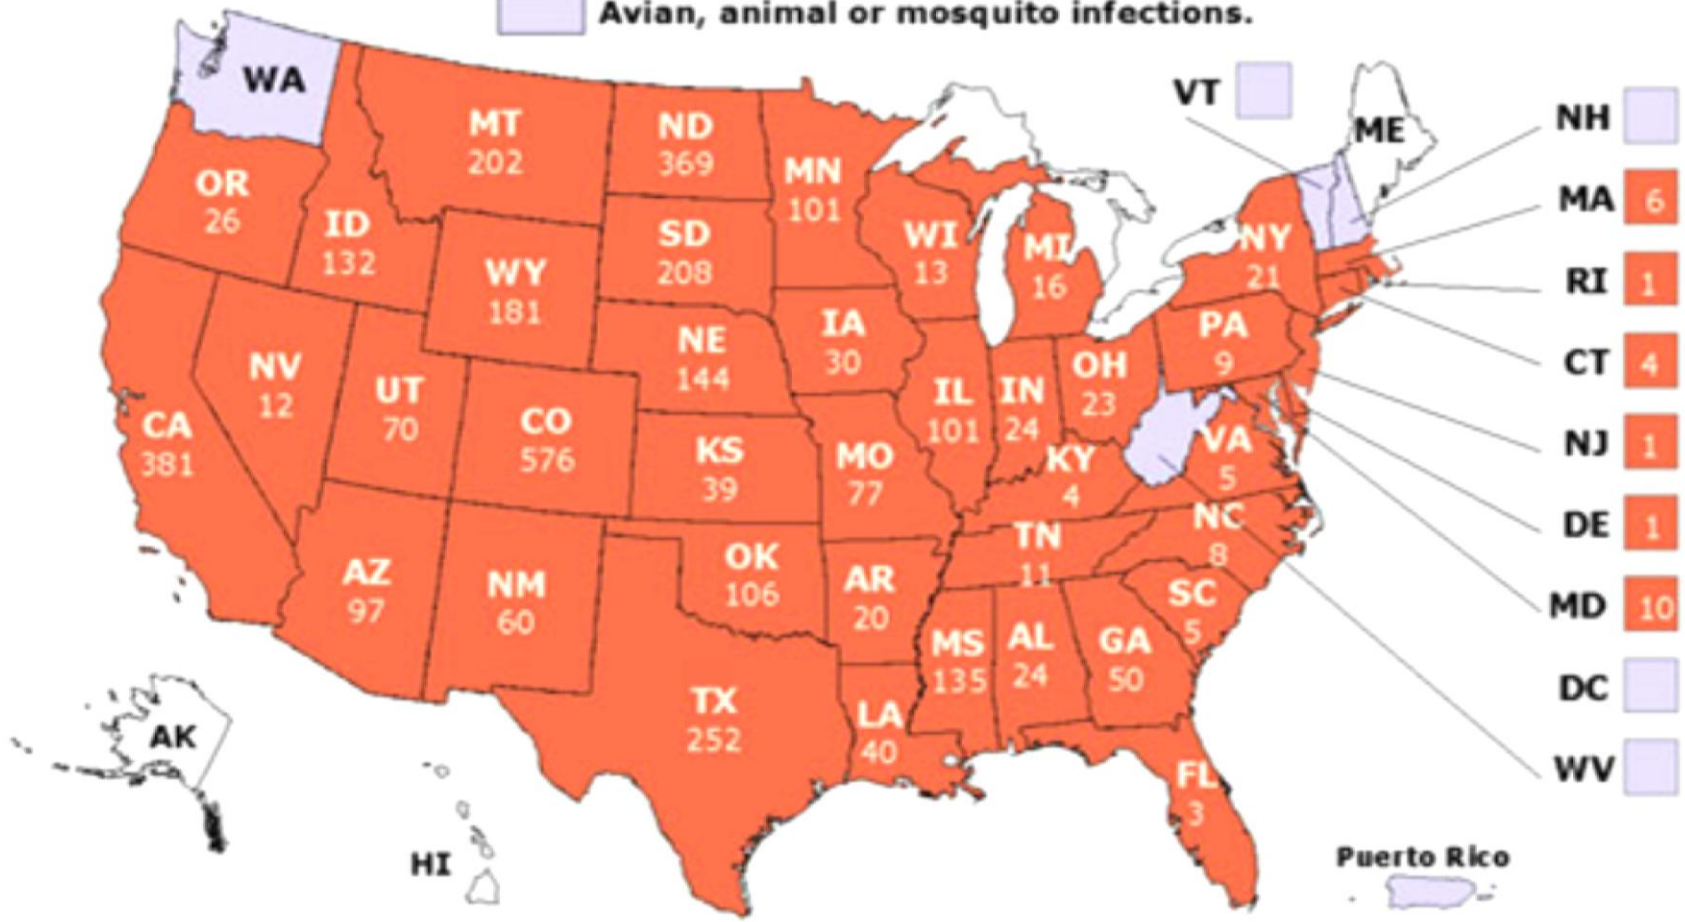 Avian, animal or mosquito infections.
WA
VT
NH
ME
MT
202
ND
369
MN
101
OR
26
ID
132
MA
6
WI
13
MI
16
NY
21
SD
208
WY
181
RI
1
IA
30
PA
9
NE
144
NV
12
UT
70
OH
23
CT
4
IL
101
IN
24
CO
576
CA
381
KS
39
MO
77
KY
4
VA
5
NJ
1
DE
1
TN
11
NC
8
OK
106
AR
20
AZ
97
NM
60
SC
5
MD
10
MS
135
AL
24
GA
50
DC
TX
252
LA
40
AK
WV
FL
3
HI
Puerto Rico